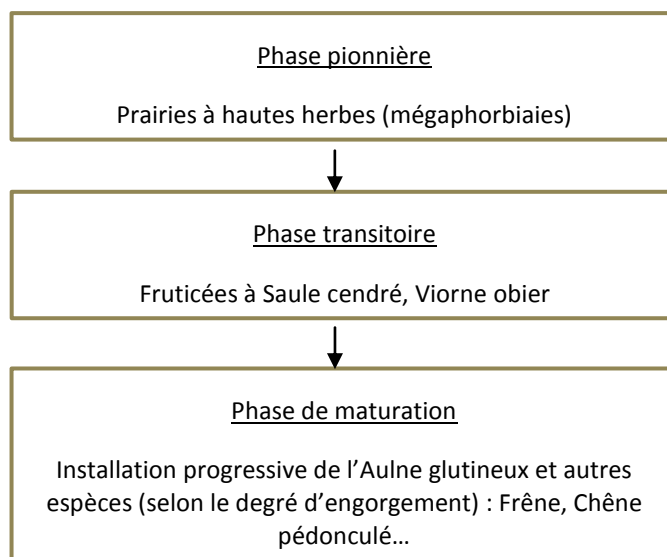 Phase pionnière
Prairies à hautes herbes (mégaphorbiaies)
Phase transitoire
Fruticées à Saule cendré, Viorne obier
Phase de maturation
Installation progressive de l’Aulne glutineux et autres
espèces (selon le degré d’engorgement) : Frêne, Chêne
pédonculé…